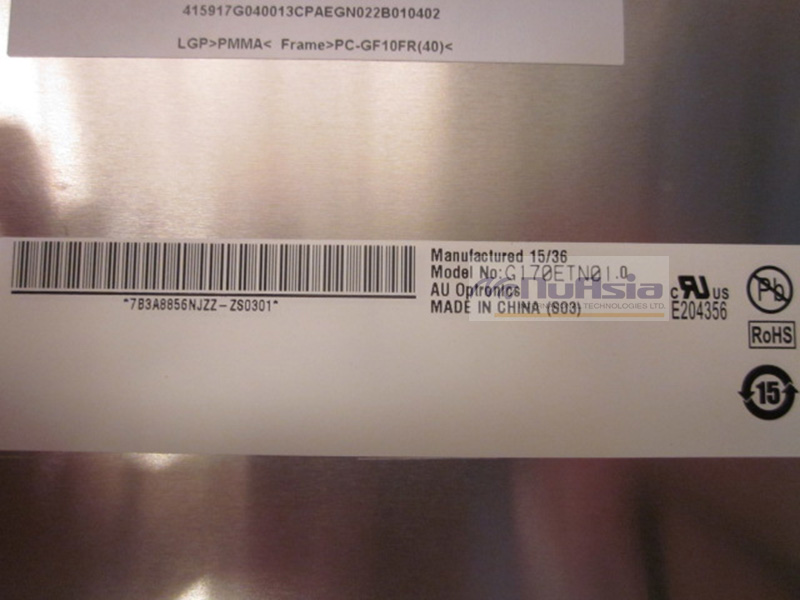 415917G040013CPAEGN022B010402
LGP>PMMA< Frame>PC-GF10FR(40)<
*7B3A8856NJZZ-ZS0301*
Manufactured 15/36
Model No:G170ETN01.0
AU Optronics
MADE IN CHINA (S03)
NuAsia
TECHNOLOGIES LTD.
c RU US
E204356
Pb
RoHS
15